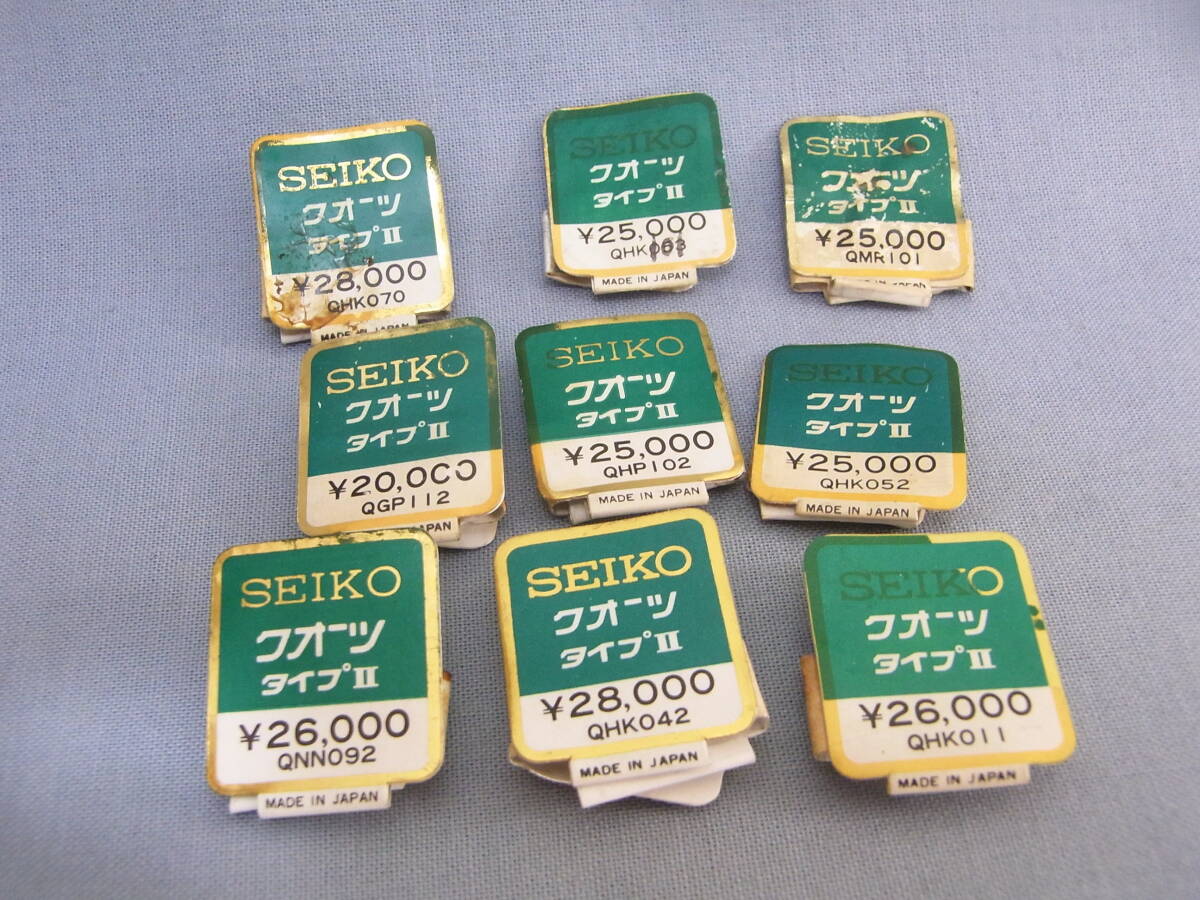 SEIKO
クオーツ
タイプⅡ
¥28,000
QHK070
MADE IN JAPAN
SEIKO
クオーツ
タイプⅡ
¥25,000
MADE IN JAPAN
SEIKO
クオーツ
タイプⅡ
¥25,000
QMR101
JAPAN
SEIKO
クオーツ
タイプⅡ
¥20,000
QGP112
JAPAN
SEIKO
クオーツ
タイプⅡ
¥25,000
QHP102
MADE IN JAPAN
SEIKO
クオーツ
タイプⅡ
¥25,000
QHK052
MADE IN JAPAN
SEIKO
クオーツ
タイプⅡ
¥26,000
QNN092
MADE IN JAPAN
SEIKO
クオーツ
タイプⅡ
¥28,000
QHK042
MADE IN JAPAN
SEIKO
クオーツ
タイプⅡ
¥26,000
QHK011
MADE IN JAPAN